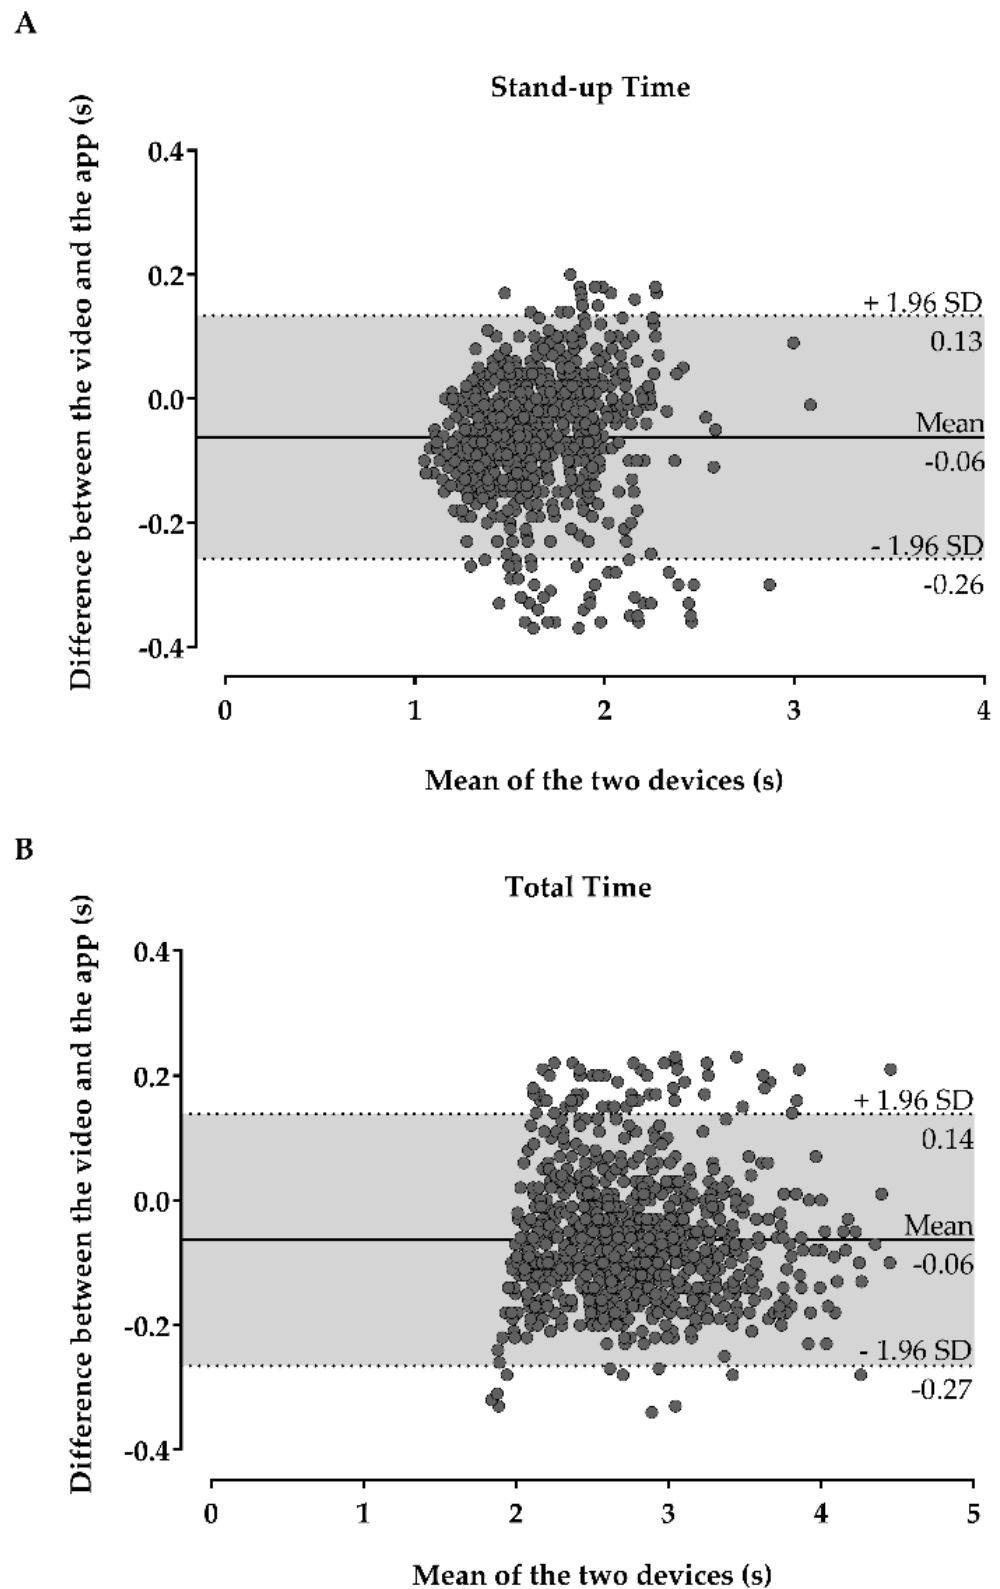 A
Stand-up Time
Difference between the video and the app (s)
0.4
0.2
0.0
-0.2
-0.4
+ 1.96 SD
0.13
Mean
-0.06
- 1.96 SD
-0.26
0 1 2 3 4
Mean of the two devices (s)
B
Total Time
Difference between the video and the app (s)
0.4
0.2
0.0
-0.2
-0.4
+ 1.96 SD
0.14
Mean
-0.06
- 1.96 SD
-0.27
0 1 2 3 4 5
Mean of the two devices (s)